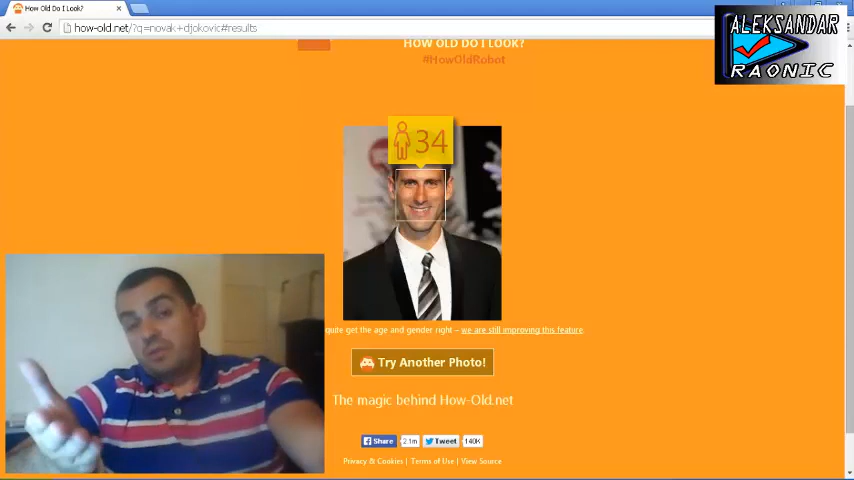 How Old Do I Look?
how-old.net/?q=novak+djokovic#results
ALEKSANDAR
RAONIC
HOW OLD DO I LOOK?
#HowOldRobot
34
quite get the age and gender right – we are still improving this feature.
Try Another Photo!
The magic behind How-Old.net
Share 2.1m Tweet 140K
Privacy & Cookies | Terms of Use | View Source